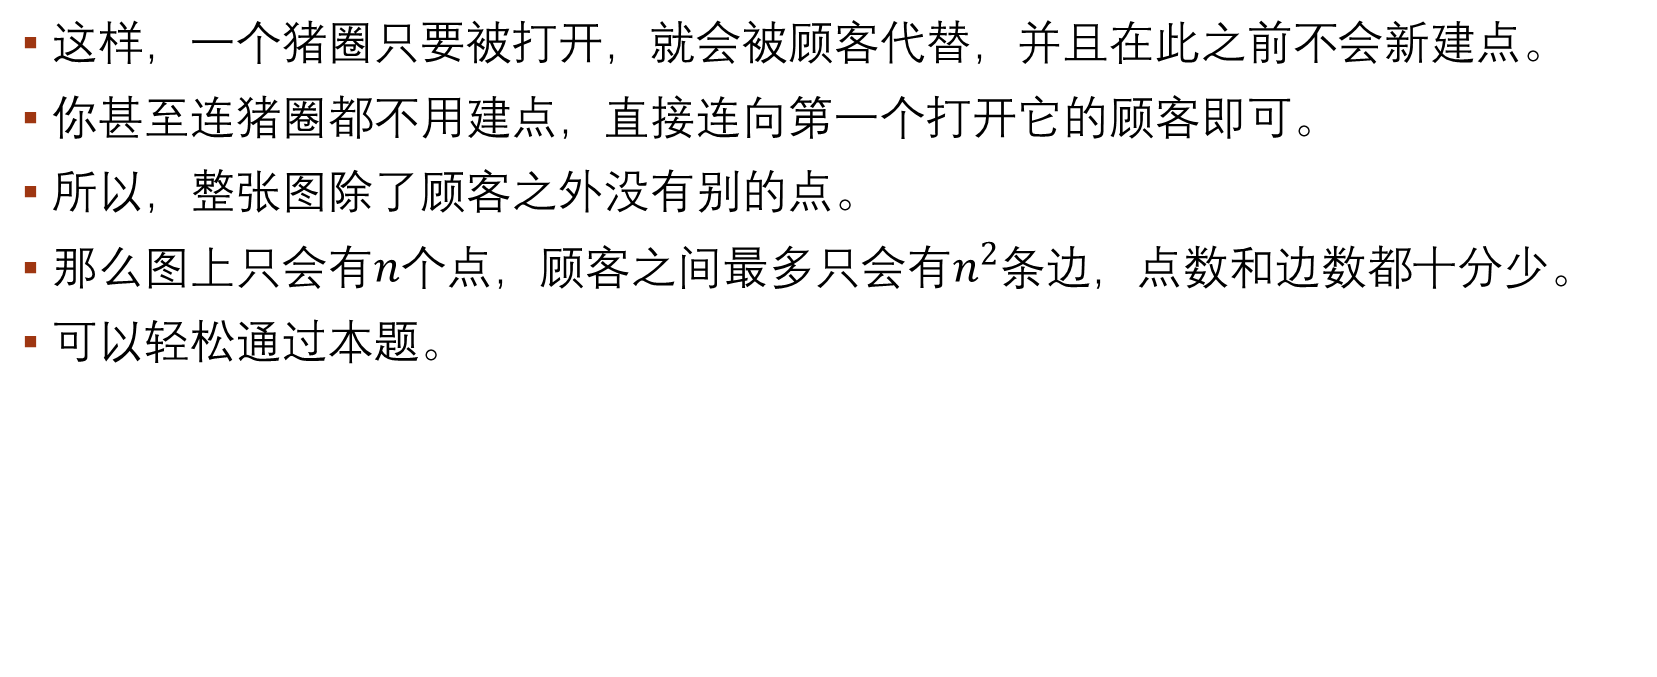 ▪ 这样，一个猪圈只要被打开，就会被顾客代替，并且在此之前不会新建点。
▪ 你甚至连猪圈都不用建点，直接连向第一个打开它的顾客即可。
▪ 所以，整张图除了顾客之外没有别的点。
▪ 那么图上只会有n个点，顾客之间最多只会有n²条边，点数和边数都十分少。
▪ 可以轻松通过本题。